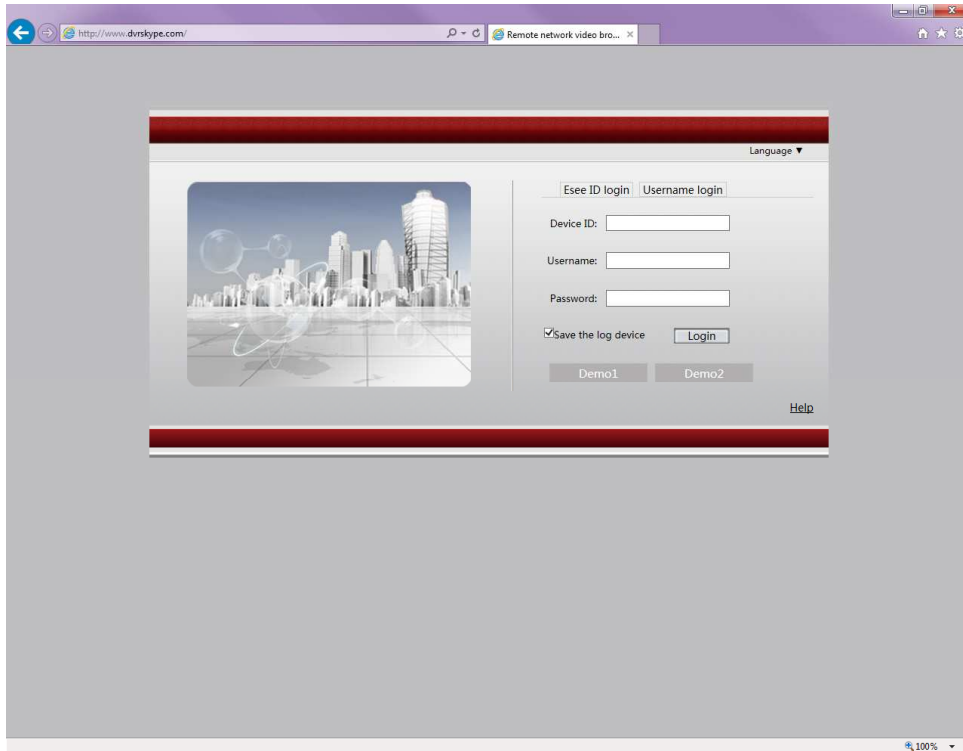 http://www.dvrskype.com/
Remote network video bro...
Language ▼
Esee ID login Username login
Device ID:
Username:
Password:
Save the log device Login
Demo1 Demo2
Help
100%